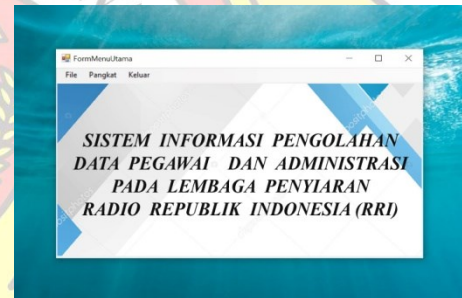 FormMenuUtama
File Pangkat Keluar
SISTEM INFORMASI PENGOLAHAN
DATA PEGAWAI DAN ADMINISTRASI
PADA LEMBAGA PENYIARAN
RADIO REPUBLIK INDONESIA (RRI)